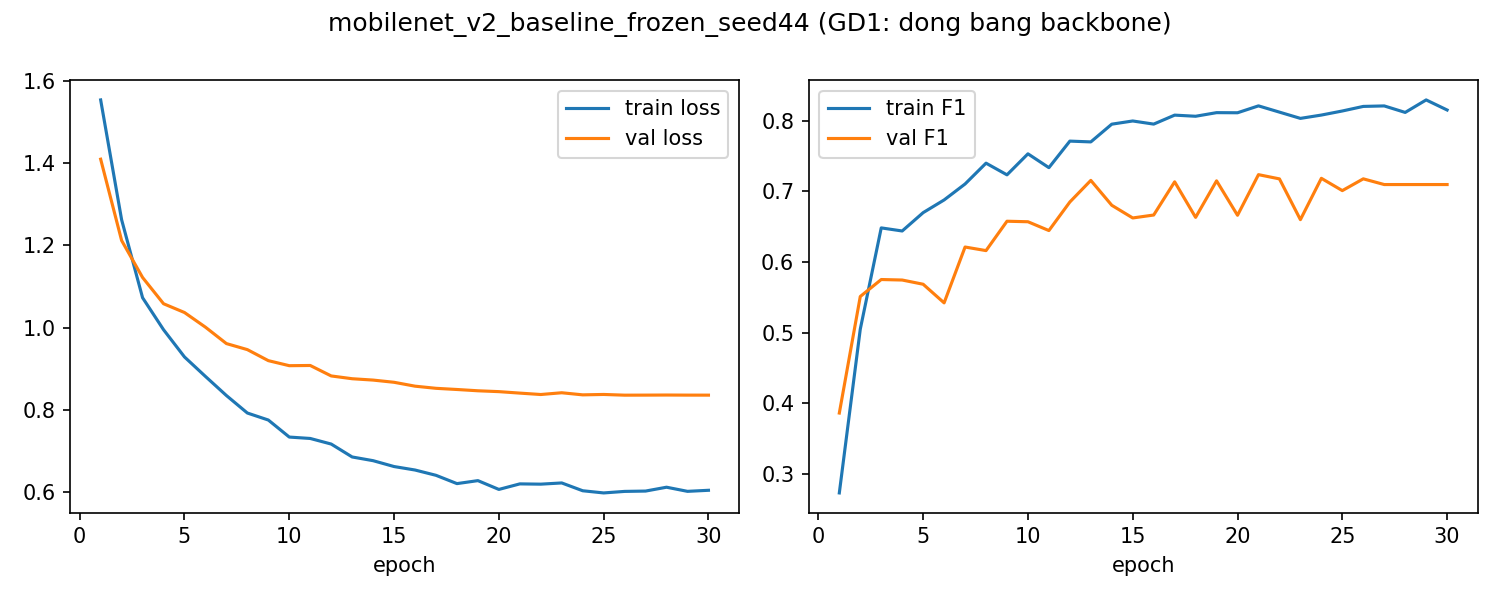 mobilenet_v2_baseline_frozen_seed44 (GD1: dong bang backbone)
1.6
1.4
1.2
1.0
0.8
0.6
0 5 10 15 20 25 30
epoch
train loss
val loss
0.8
0.7
0.6
0.5
0.4
0.3
0 5 10 15 20 25 30
epoch
train F1
val F1